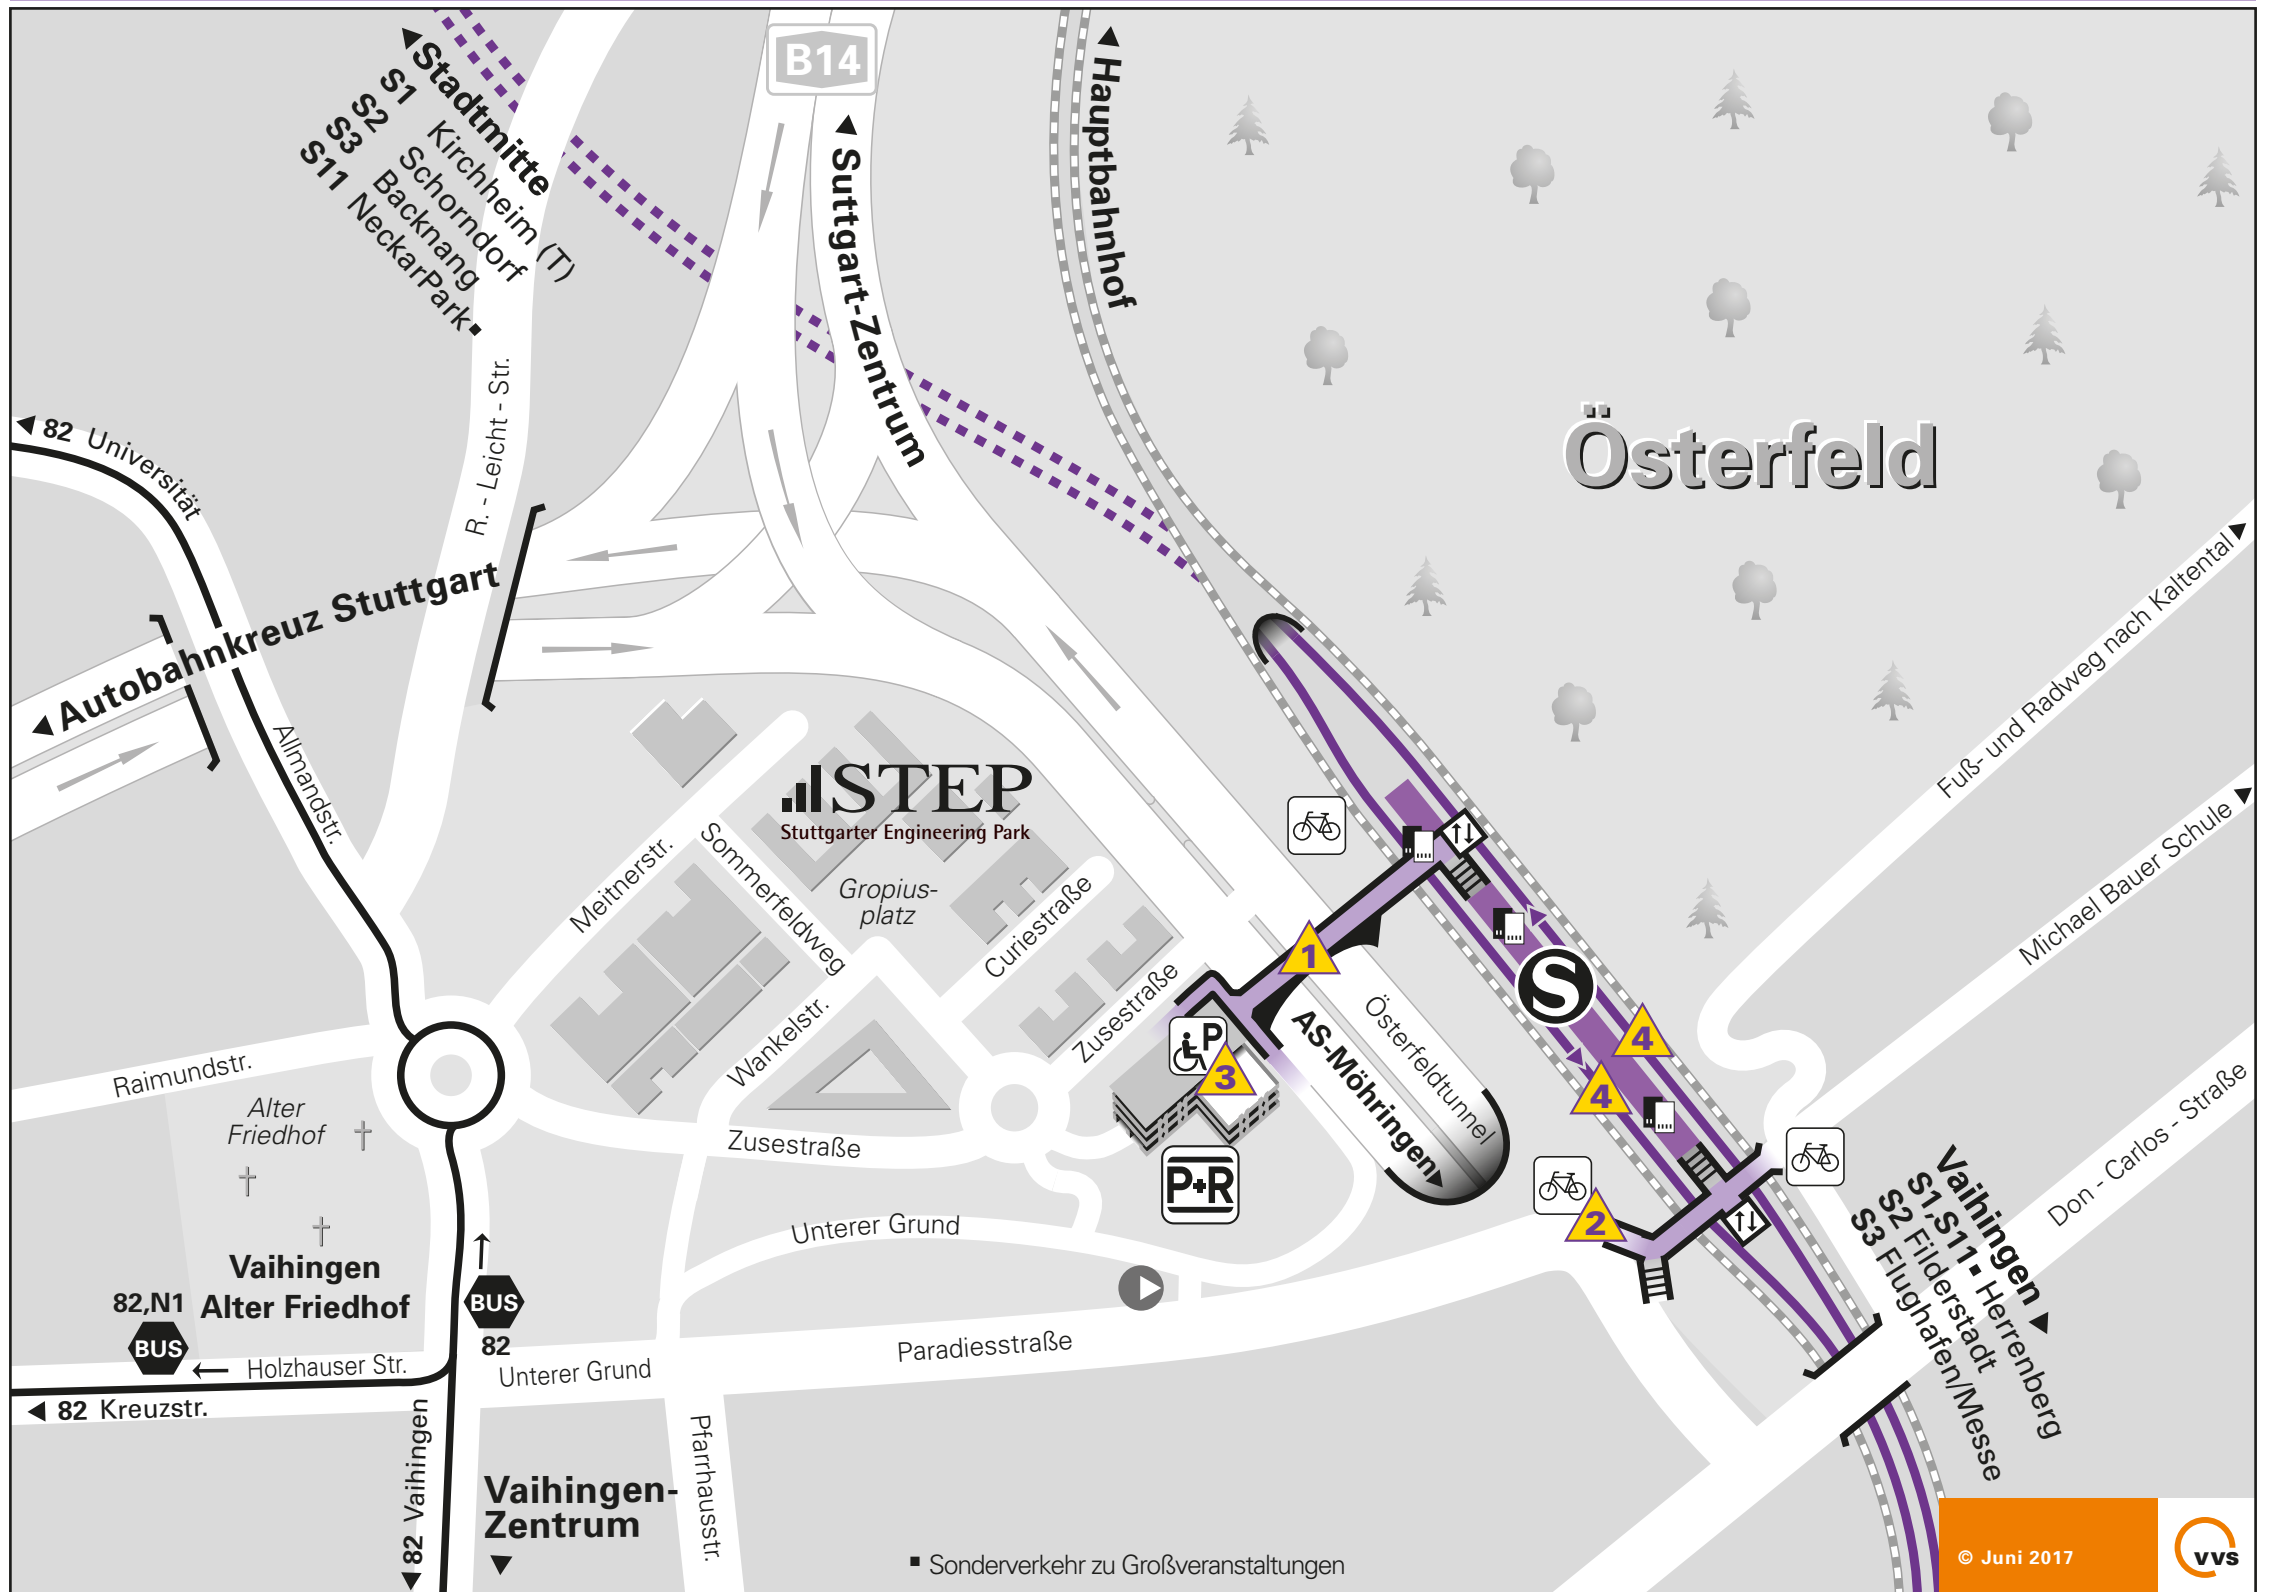 B14
Stadtmitte
S1 Kirchheim (T)
S2 Schorndorf
S3 Backnang
S11 NeckarPark▪
Suttgart-Zentrum
Hauptbahnhof
Österfeld
82 Universität
R. - Leicht - Str.
Autobahnkreuz Stuttgart
Allmandstr.
Fuß- und Radweg nach Kaltental
Michael Bauer Schule
Don - Carlos - Straße
STEP
Stuttgarter Engineering Park
Meitnerstr.
Sommerfeldweg
Gropius-
platz
Curiestraße
Wankelstr.
Zusestraße
1
S
4
4
AS-Möhringen
Österfeldtunnel
P
3
P+R
2
Raimundstr.
Alter
Friedhof
Zusestraße
Unterer Grund
Vaihingen
Alter Friedhof
82,N1
BUS
BUS
82
Holzhauser Str.
82 Kreuzstr.
Unterer Grund
Paradiesstraße
Pfarrhausstr.
82 Vaihingen
Vaihingen-
Zentrum
Vaihingen
S1,S11▪ Herrenberg
S2 Filderstadt
S3 Flughafen/Messe
▪ Sonderverkehr zu Großveranstaltungen
© Juni 2017
vvs